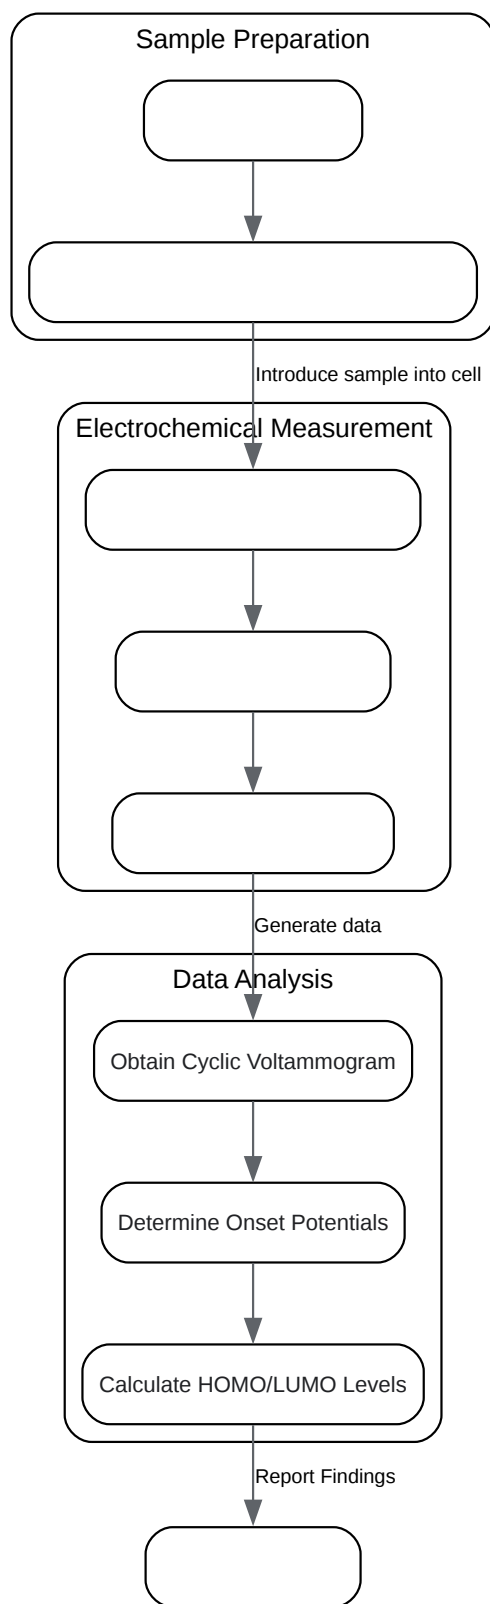 Sample Preparation
Introduce sample into cell
Electrochemical Measurement
Generate data
Data Analysis
Obtain Cyclic Voltammogram
Determine Onset Potentials
Calculate HOMO/LUMO Levels
Report Findings